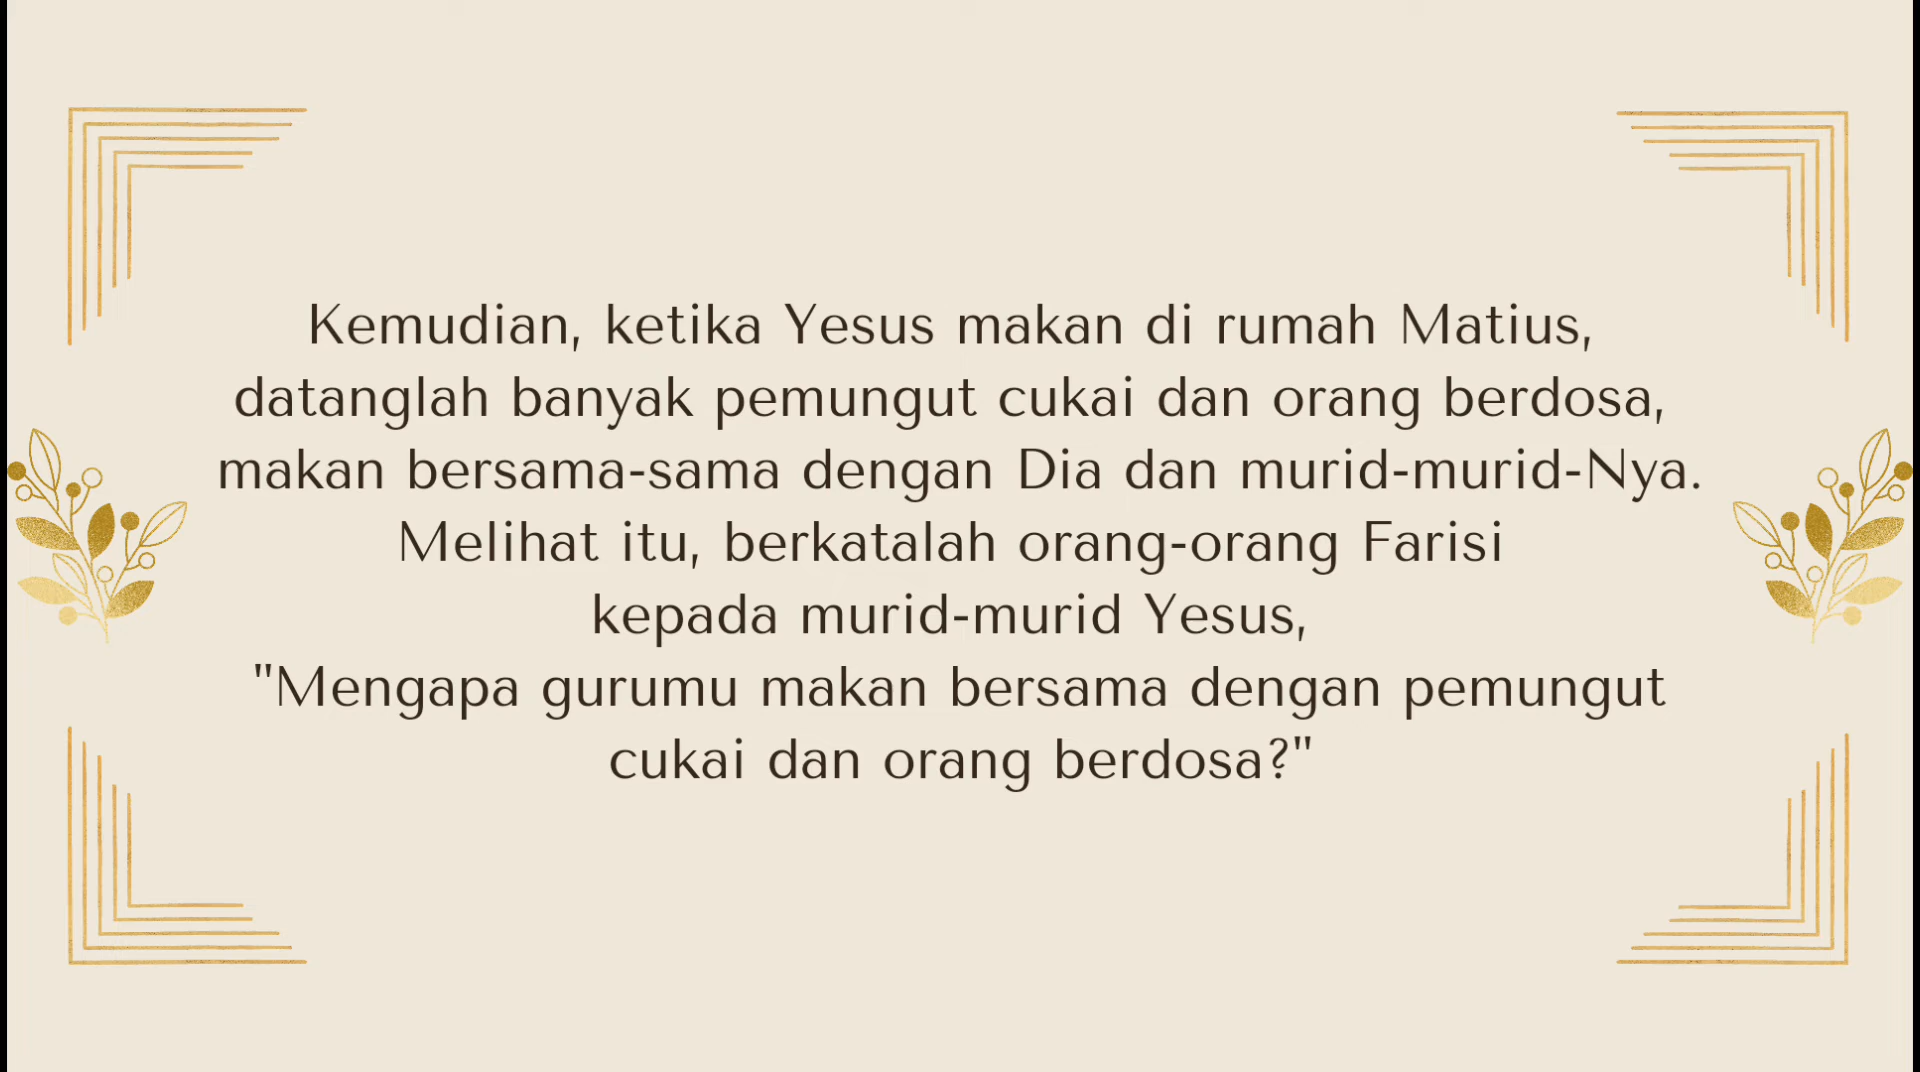 Kemudian, ketika Yesus makan di rumah Matius,
datanglah banyak pemungut cukai dan orang berdosa,
makan bersama-sama dengan Dia dan murid-murid-Nya.
Melihat itu, berkatalah orang-orang Farisi
kepada murid-murid Yesus,
"Mengapa gurumu makan bersama dengan pemungut
cukai dan orang berdosa?"